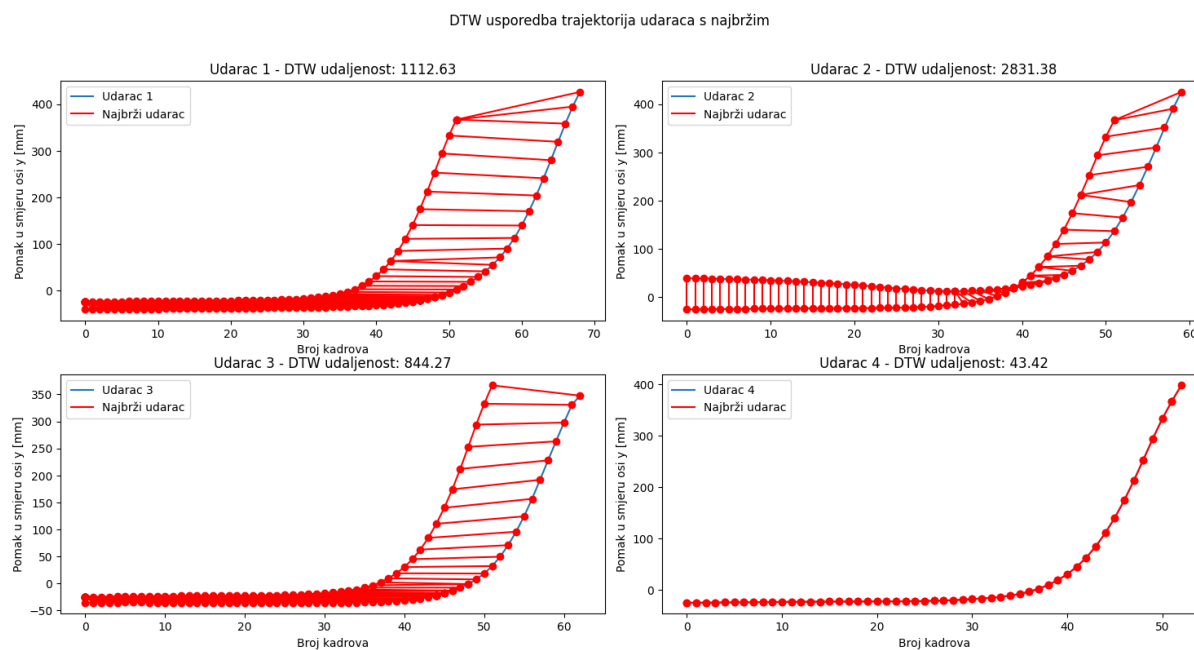 DTW usporedba trajektorija udaraca s najbržim
Udarac 1 - DTW udaljenost: 1112.63
Udarac 1
Najbrži udarac
Pomak u smjeru osi y [mm]
400
300
200
100
0
0 10 20 30 40 50 60 70
Broj kadrova
Udarac 2 - DTW udaljenost: 2831.38
Udarac 2
Najbrži udarac
Pomak u smjeru osi y [mm]
400
300
200
100
0
0 10 20 30 40 50 60
Broj kadrova
Udarac 3 - DTW udaljenost: 844.27
Udarac 3
Najbrži udarac
Pomak u smjeru osi y [mm]
350
300
250
200
150
100
50
0
−50
0 10 20 30 40 50 60
Broj kadrova
Udarac 4 - DTW udaljenost: 43.42
Udarac 4
Najbrži udarac
Pomak u smjeru osi y [mm]
400
300
200
100
0
0 10 20 30 40 50
Broj kadrova